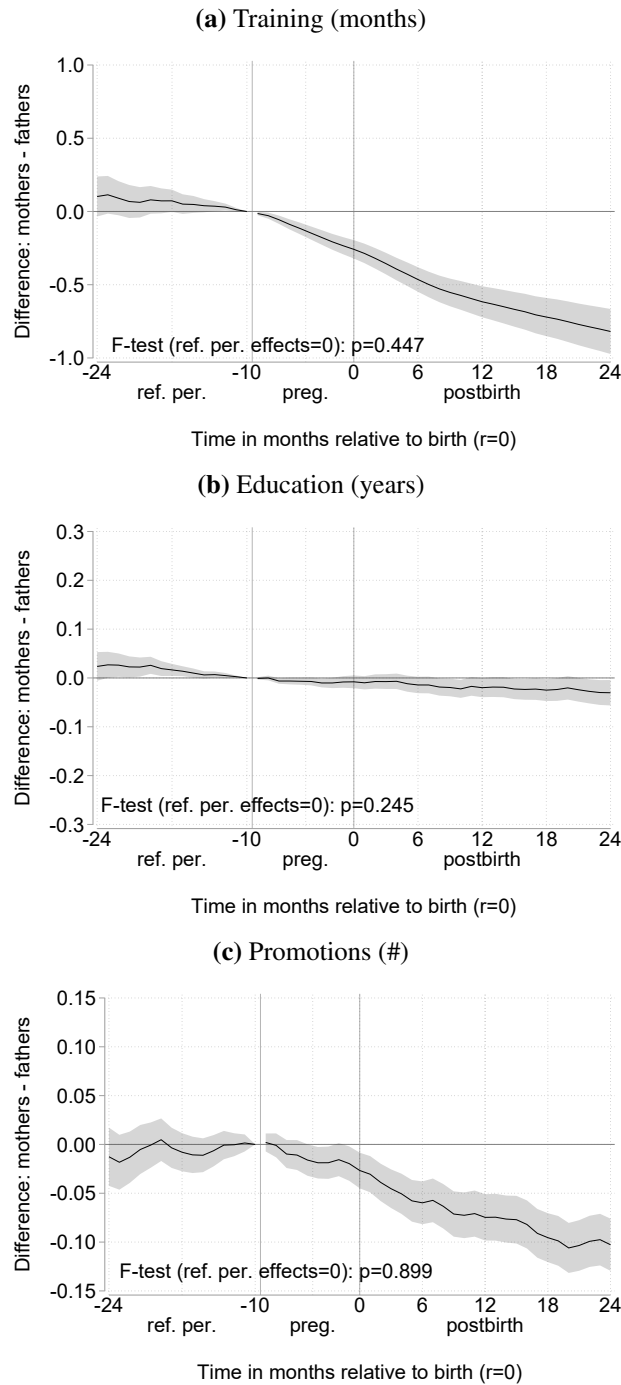 (a) Training (months)
1.0
0.5
0.0
-0.5
-1.0
Difference: mothers - fathers
F-test (ref. per. effects=0): p=0.447
-24 -10 0 6 12 18 24
ref. per. preg. postbirth
Time in months relative to birth (r=0)
(b) Education (years)
0.3
0.2
0.1
0.0
-0.1
-0.2
-0.3
Difference: mothers - fathers
F-test (ref. per. effects=0): p=0.245
-24 -10 0 6 12 18 24
ref. per. preg. postbirth
Time in months relative to birth (r=0)
(c) Promotions (#)
0.15
0.10
0.05
0.00
-0.05
-0.10
-0.15
Difference: mothers - fathers
F-test (ref. per. effects=0): p=0.899
-24 -10 0 6 12 18 24
ref. per. preg. postbirth
Time in months relative to birth (r=0)